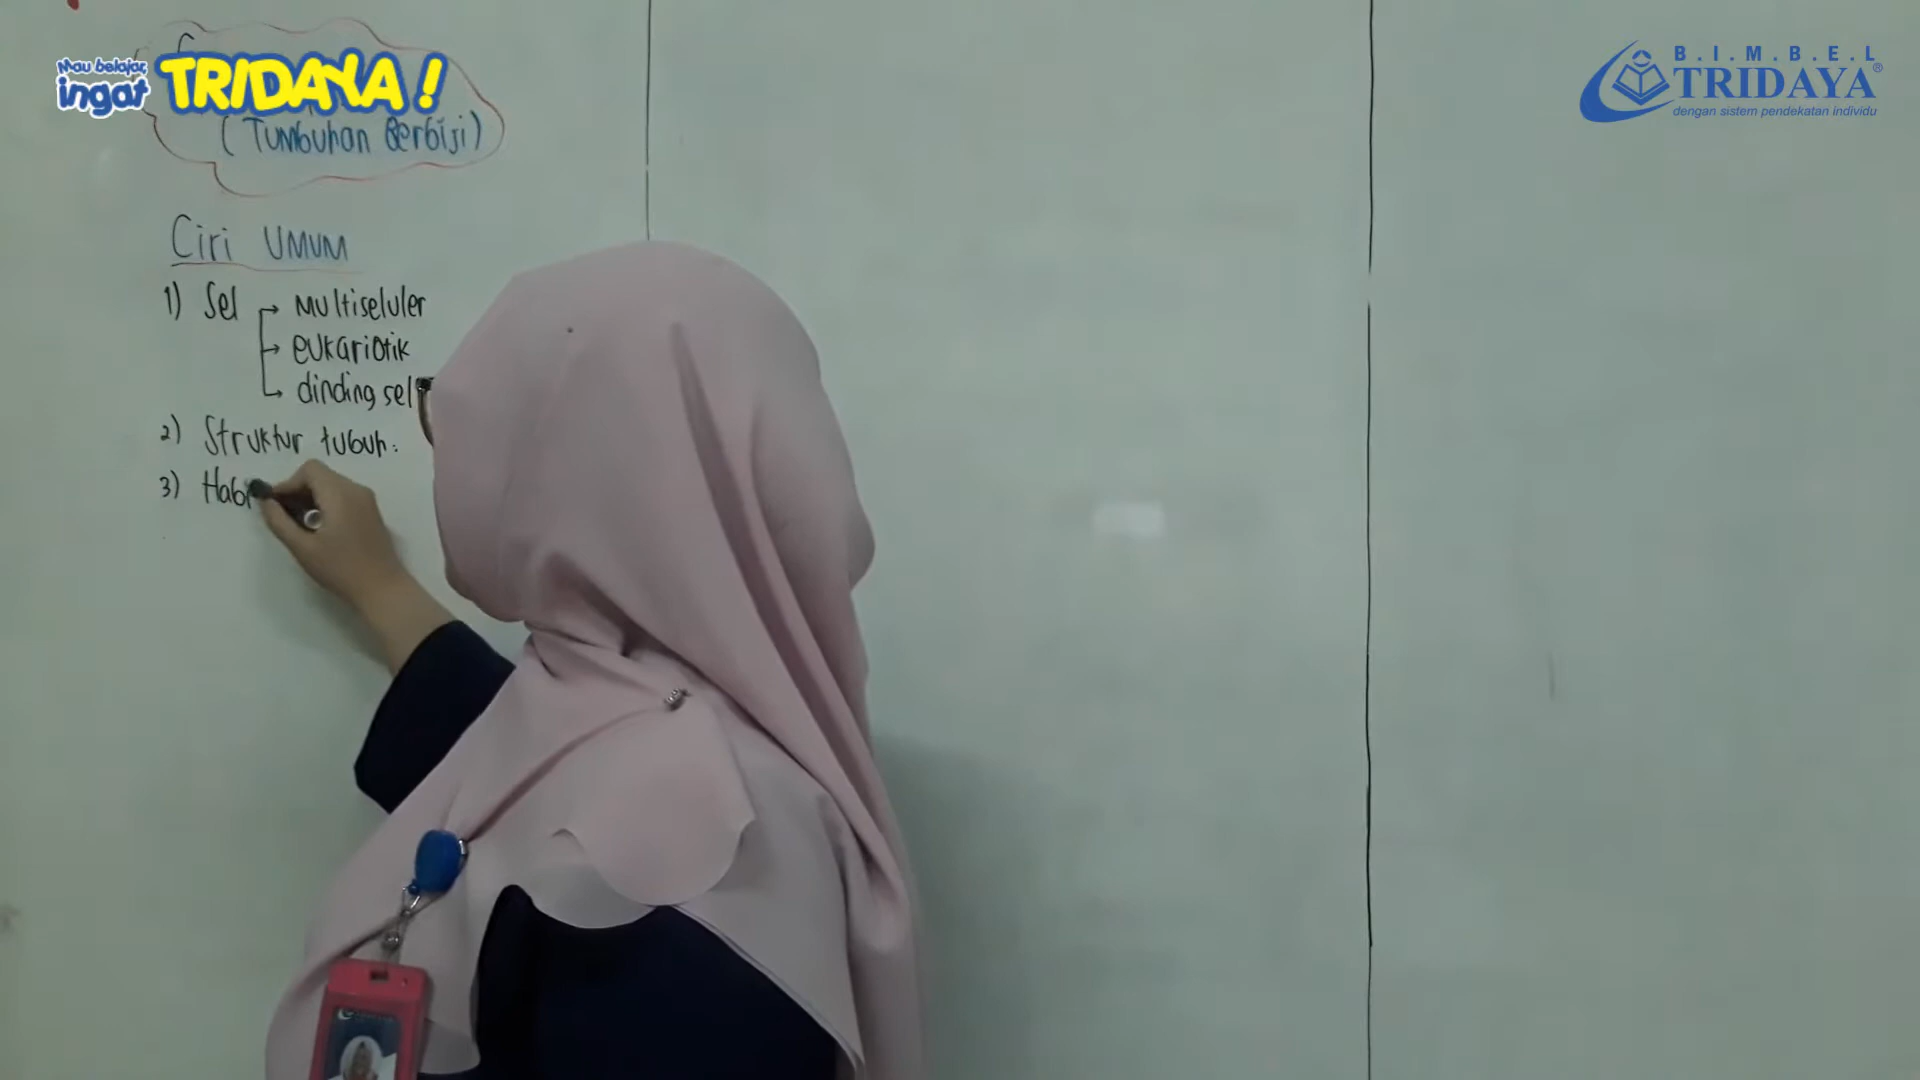 Mau belajar,
ingat TRIDAYA!
B.I.M.B.E.L
TRIDAYA®
dengan sistem pendekatan individu
(Tumbuhan Berbiji)
Ciri UMUM
1) Sel → Multiseluler
→ eukariotik
→ dinding sel
2) Struktur tubuh:
3) Habi